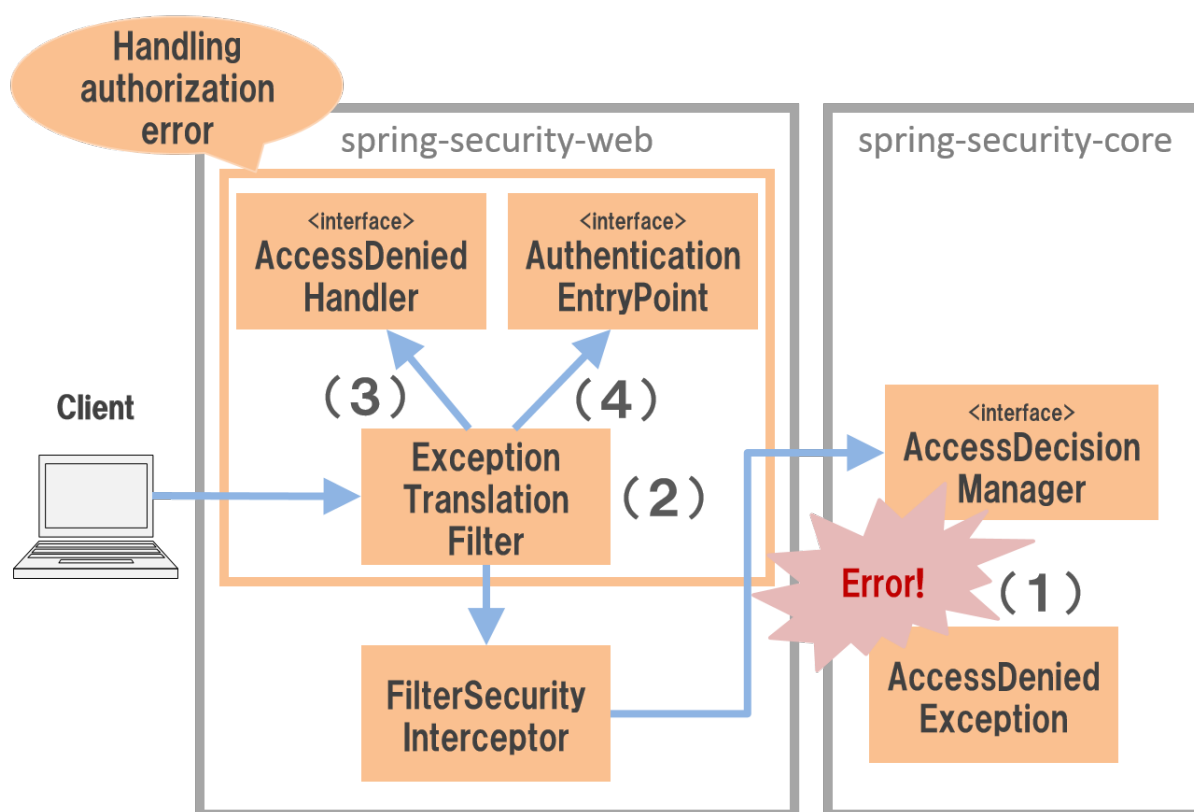 Handling
authorization
error
spring-security-web
spring-security-core
<interface>
AccessDenied
Handler
<interface>
Authentication
EntryPoint
（3）
（4）
Client
Exception
Translation
Filter
（2）
<interface>
AccessDecision
Manager
Error!
（1）
FilterSecurity
Interceptor
AccessDenied
Exception